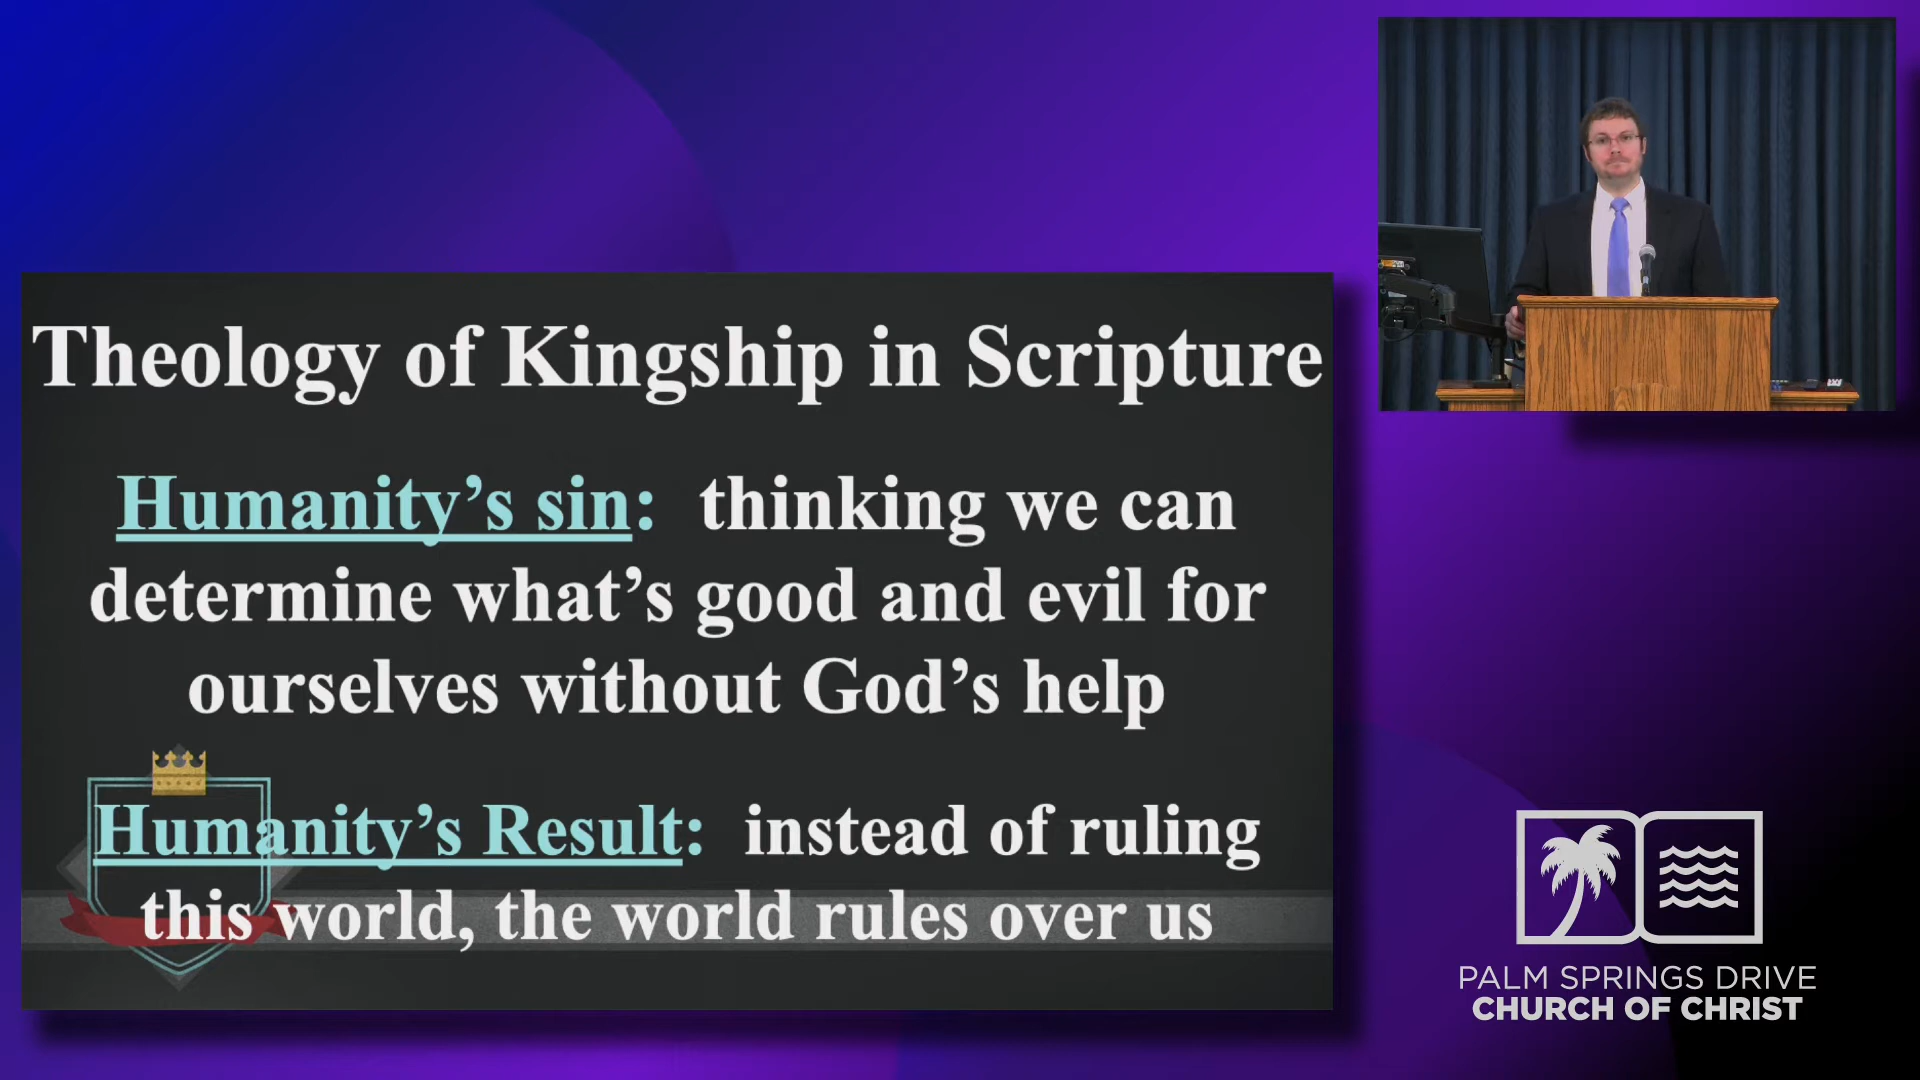 Theology of Kingship in Scripture
Humanity’s sin: thinking we can
determine what’s good and evil for
ourselves without God’s help
Humanity’s Result: instead of ruling
this world, the world rules over us
PALM SPRINGS DRIVE
CHURCH OF CHRIST